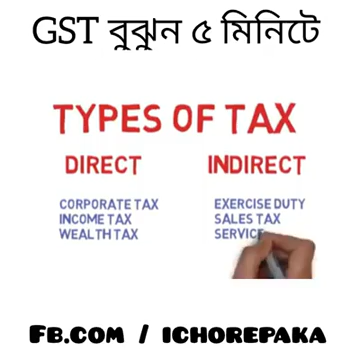 GST বুঝুন ৫ মিনিটে
TYPES OF TAX
DIRECT
CORPORATE TAX
INCOME TAX
WEALTH TAX
INDIRECT
EXERCISE DUTY
SALES TAX
SERVICE
FB.COM / ICHOREPAKA